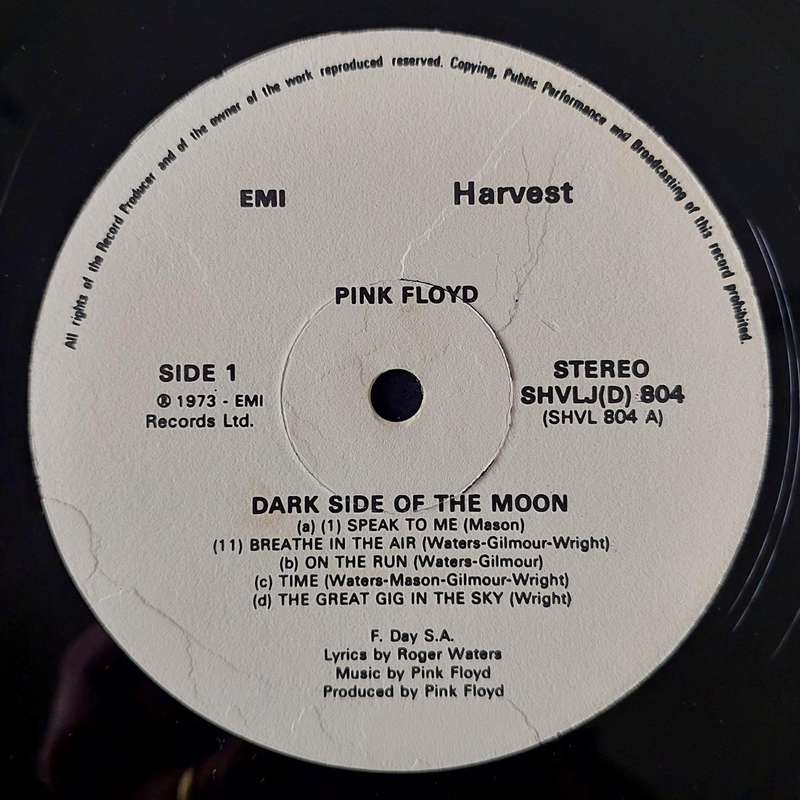 All rights of the Record Producer and of the owner of the work reproduced reserved. Copying, Public Performance and Broadcasting of this record prohibited.
EMI
Harvest
PINK FLOYD
SIDE 1
℗ 1973 - EMI
Records Ltd.
STEREO
SHVLJ(D) 804
(SHVL 804 A)
DARK SIDE OF THE MOON
(a) (1) SPEAK TO ME (Mason)
(11) BREATHE IN THE AIR (Waters-Gilmour-Wright)
(b) ON THE RUN (Waters-Gilmour)
(c) TIME (Waters-Mason-Gilmour-Wright)
(d) THE GREAT GIG IN THE SKY (Wright)
F. Day S.A.
Lyrics by Roger Waters
Music by Pink Floyd
Produced by Pink Floyd